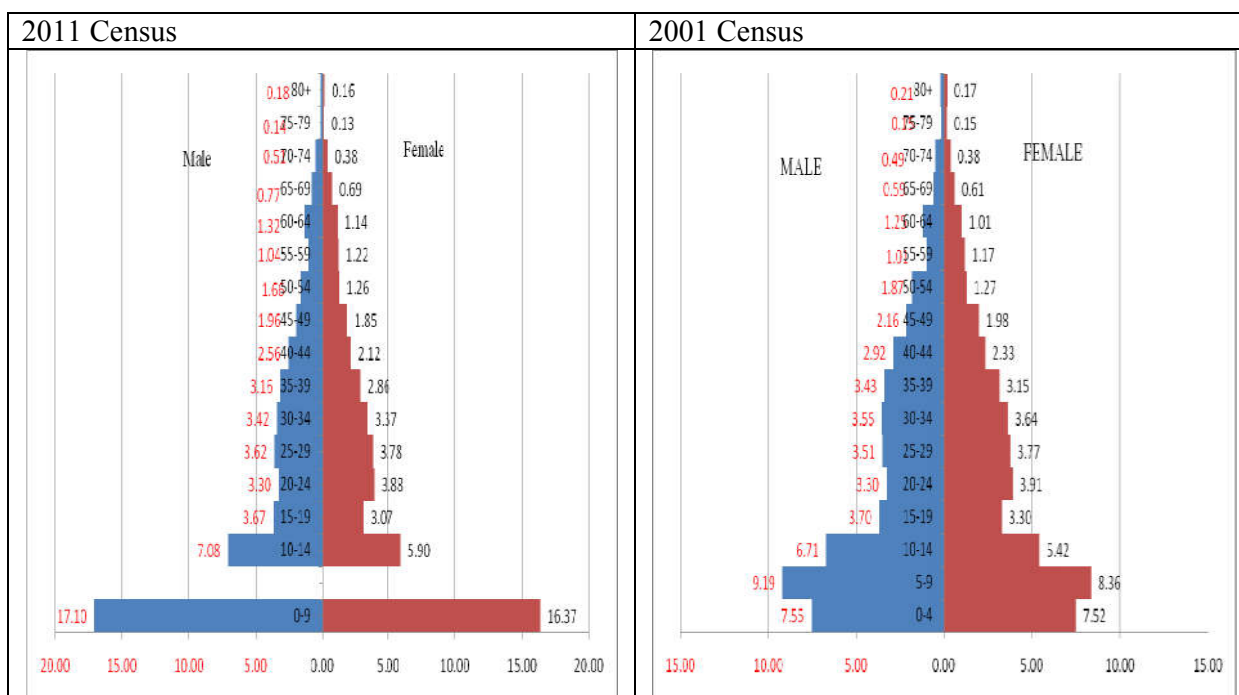 2011 Census
2001 Census
0.18 80+ 0.16
0.14 75-79 0.13
Male
Female
0.52 70-74 0.38
0.77 65-69 0.69
1.32 60-64 1.14
1.04 55-59 1.22
1.66 50-54 1.26
1.96 45-49 1.85
2.56 40-44 2.12
3.16 35-39 2.86
3.42 30-34 3.37
3.62 25-29 3.78
3.30 20-24 3.88
3.67 15-19 3.07
7.08 10-14 5.90
17.10 0-9 16.37
20.00 15.00 10.00 5.00 0.00 5.00 10.00 15.00 20.00
0.21 80+ 0.17
75-79 0.15
MALE
FEMALE
0.49 70-74 0.38
0.59 65-69 0.61
1.23 60-64 1.01
1.01 55-59 1.17
1.87 50-54 1.27
2.16 45-49 1.98
2.92 40-44 2.33
3.43 35-39 3.15
3.55 30-34 3.64
3.51 25-29 3.77
3.30 20-24 3.91
3.70 15-19 3.30
6.71 10-14 5.42
9.19 5-9 8.36
7.55 0-4 7.52
15.00 10.00 5.00 0.00 5.00 10.00 15.00